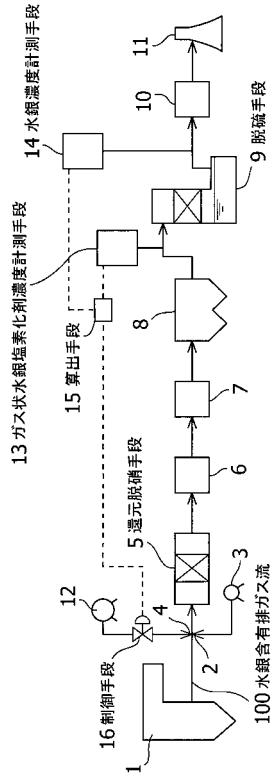 1
2
3
4
5 還元脱硝手段
6
7
8
9 脱硫手段
10
11
12
13 ガス状水銀塩素化剤濃度計測手段
14 水銀濃度計測手段
15 算出手段
16 制御手段
100 水銀含有排ガス流